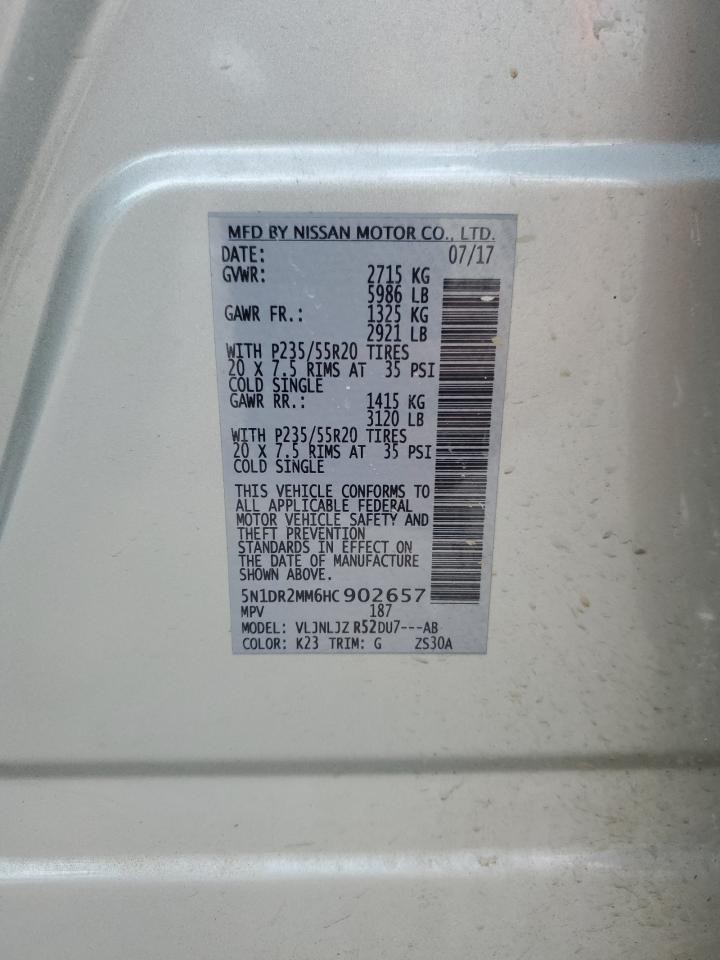 MFD BY NISSAN MOTOR CO., LTD.
DATE: 07/17
GVWR: 2715 KG
5986 LB
GAWR FR.: 1325 KG
2921 LB
WITH P235/55R20 TIRES
20 X 7.5 RIMS AT 35 PSI
COLD SINGLE
GAWR RR.: 1415 KG
3120 LB
WITH P235/55R20 TIRES
20 X 7.5 RIMS AT 35 PSI
COLD SINGLE
THIS VEHICLE CONFORMS TO
ALL APPLICABLE FEDERAL
MOTOR VEHICLE SAFETY AND
THEFT PREVENTION
STANDARDS IN EFFECT ON
THE DATE OF MANUFACTURE
SHOWN ABOVE.
5N1DR2MM6HC902657
MPV 187
MODEL: VLJNLJZ R52DU7---AB
COLOR: K23 TRIM: G ZS30A